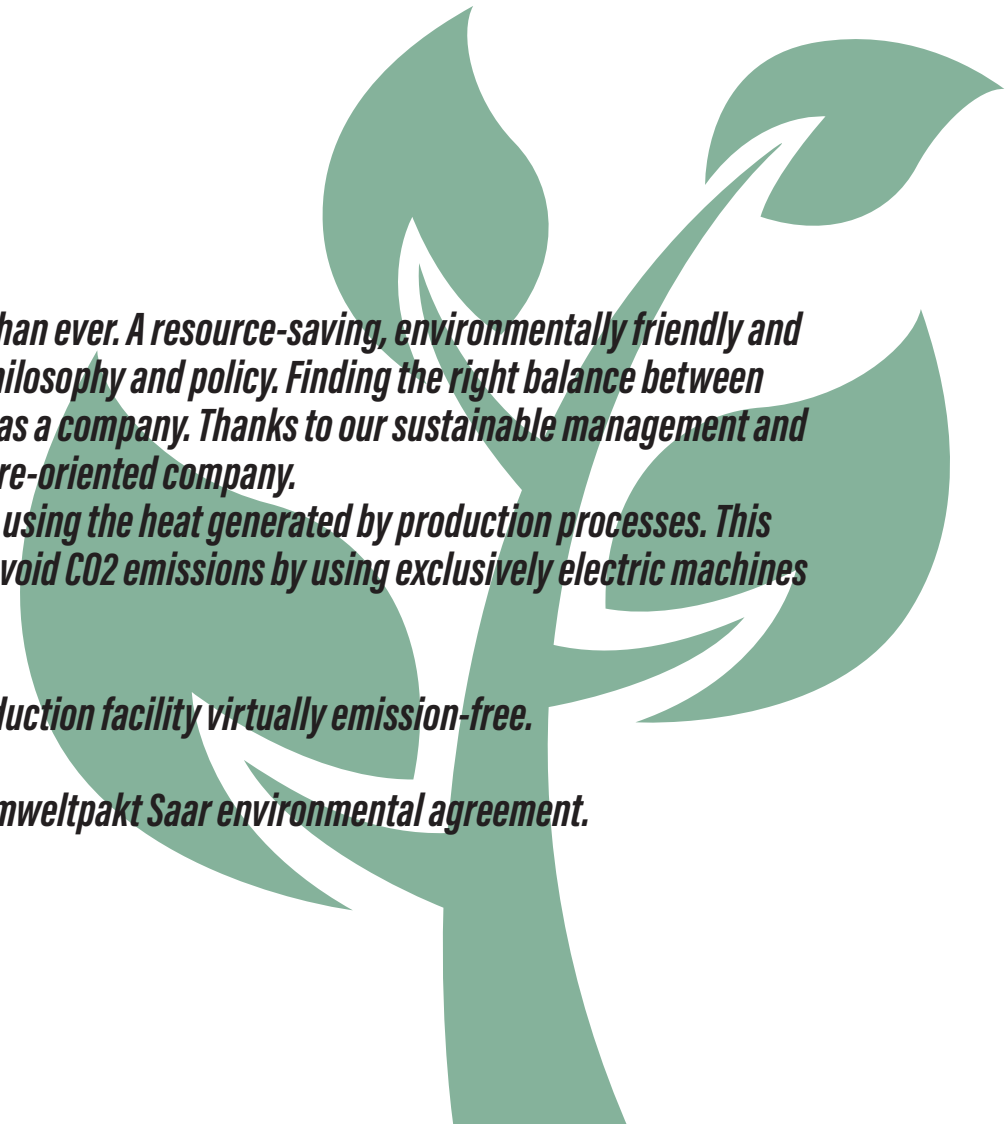 han ever. A resource-saving, environmentally friendly and
hilosophy and policy. Finding the right balance between
as a company. Thanks to our sustainable management and
re-oriented company.
using the heat generated by production processes. This
void CO2 emissions by using exclusively electric machines
duction facility virtually emission-free.
mweltpakt Saar environmental agreement.